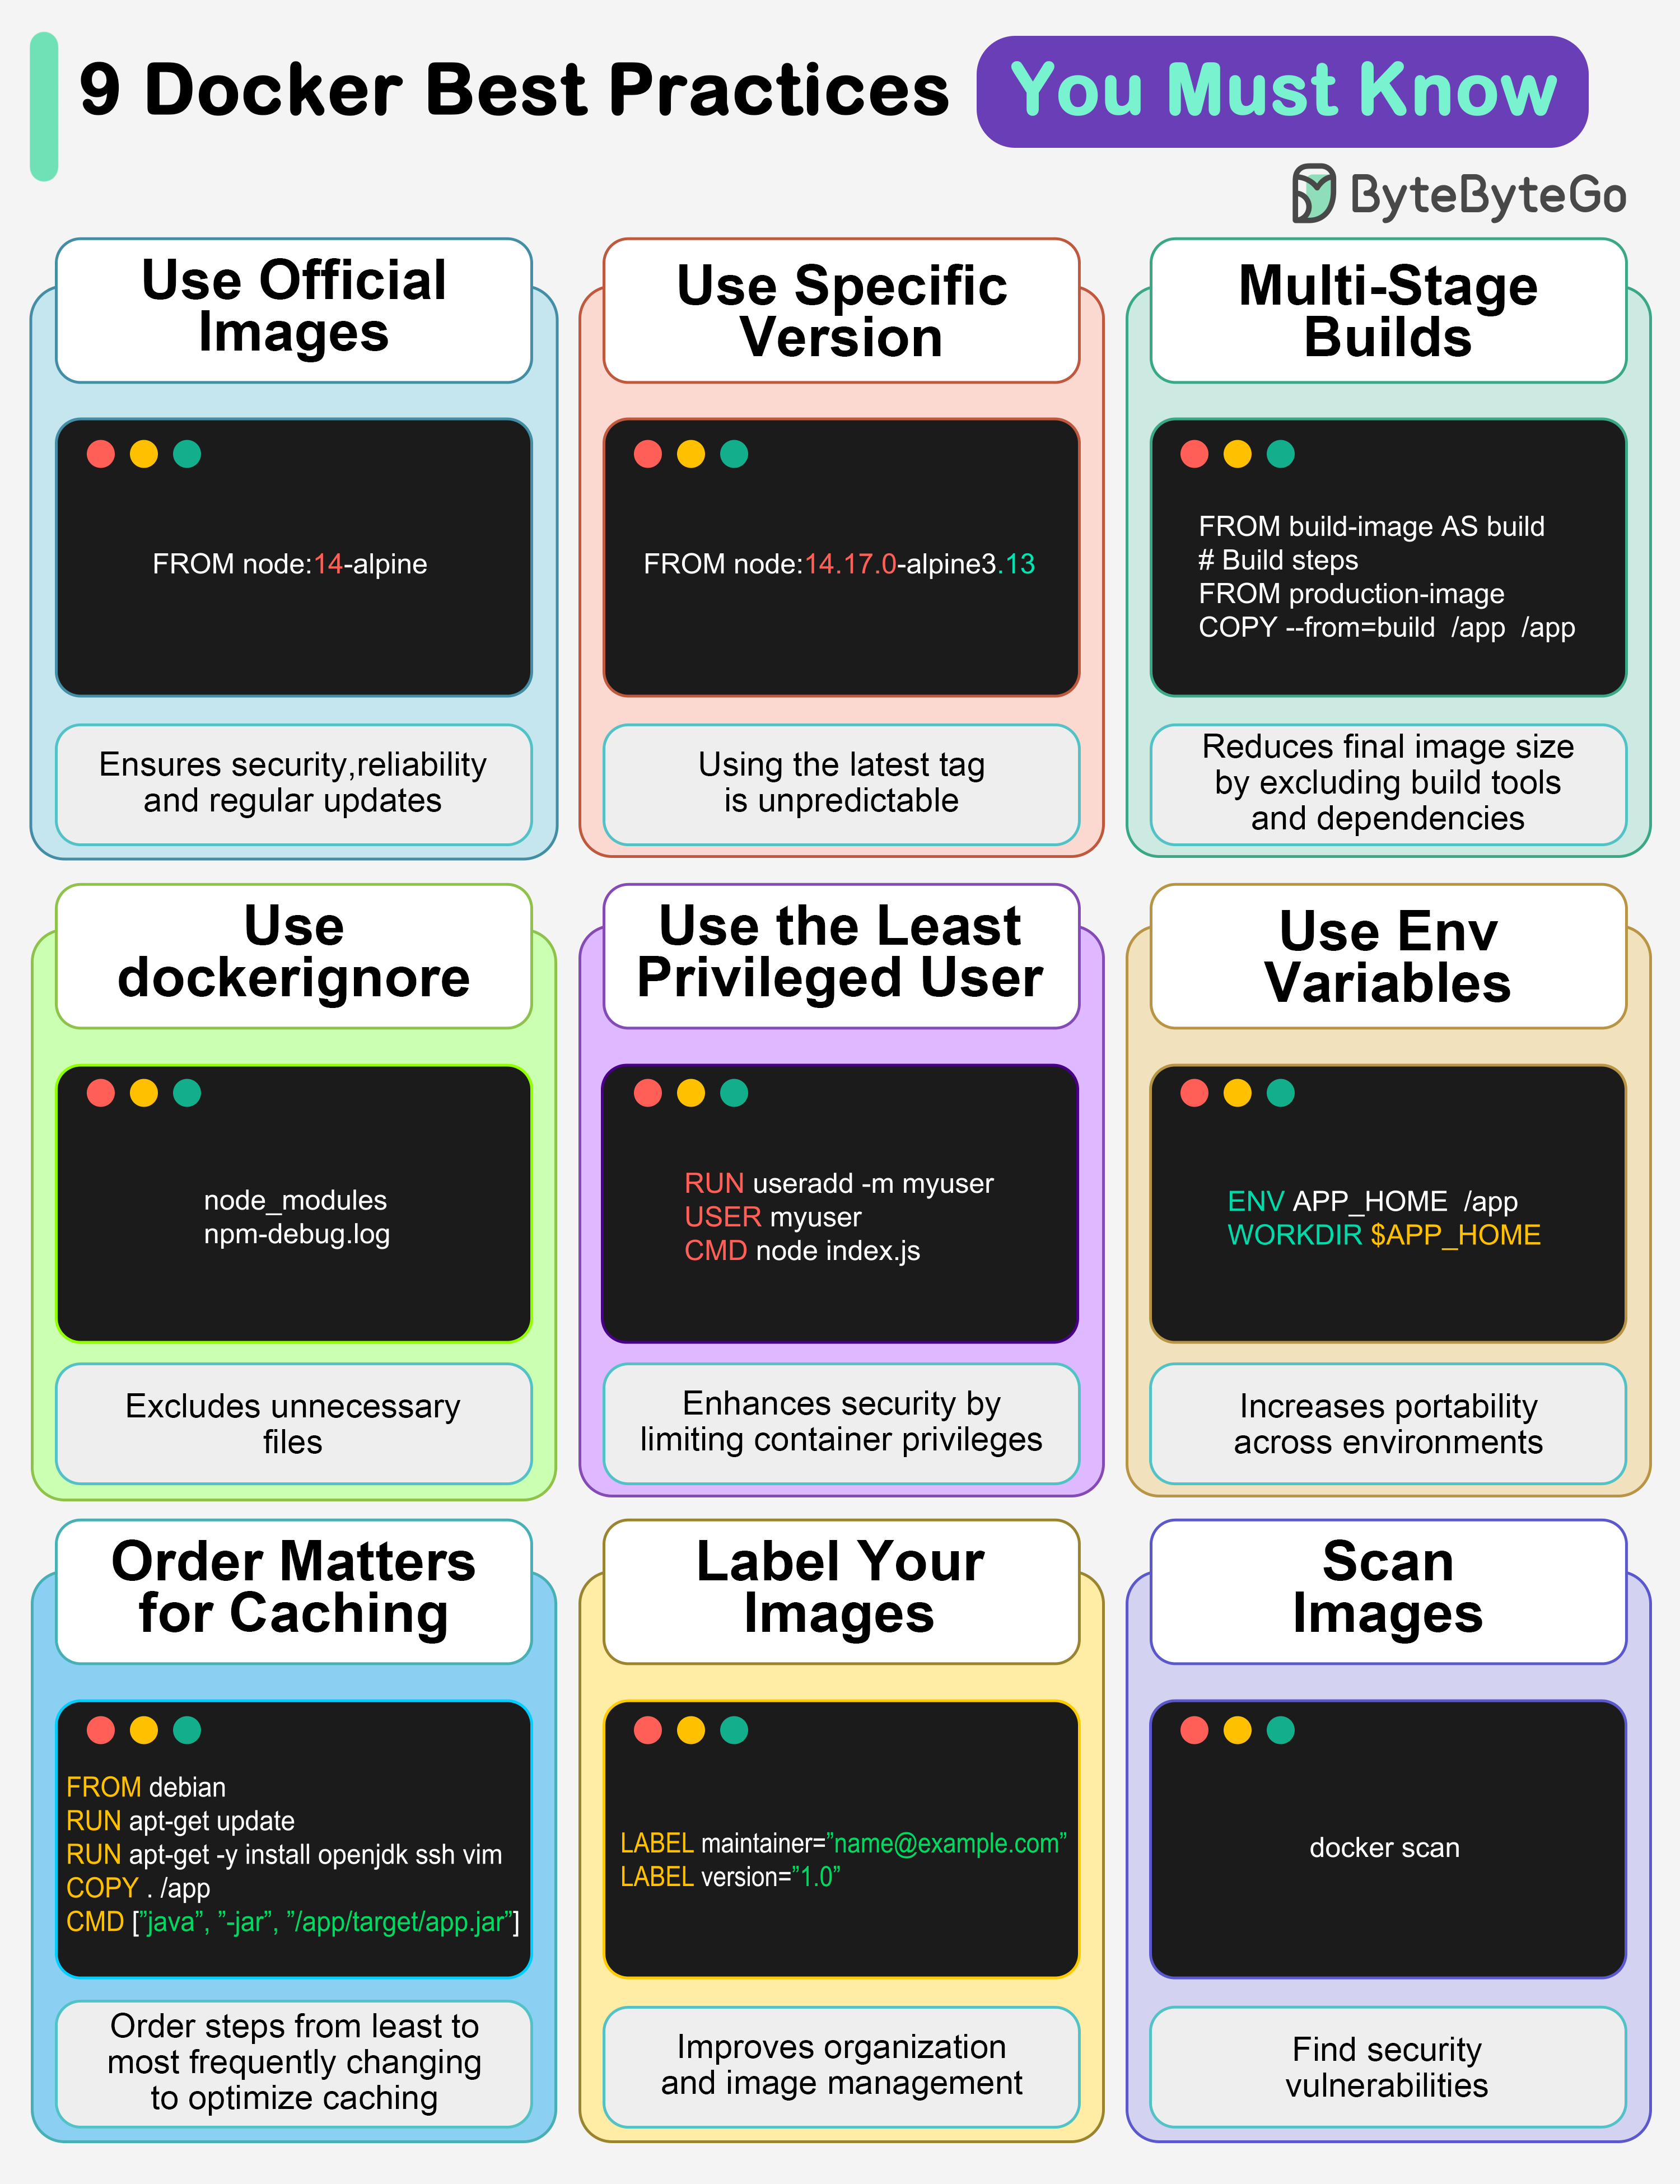 9 Docker Best Practices You Must Know
ByteByteGo
Use Official
Images
FROM node:14-alpine
Ensures security,reliability
and regular updates
Use Specific
Version
FROM node:14.17.0-alpine3.13
Using the latest tag
is unpredictable
Multi-Stage
Builds
FROM build-image AS build
# Build steps
FROM production-image
COPY --from=build  /app  /app
Reduces final image size
by excluding build tools
and dependencies
Use
dockerignore
node_modules
npm-debug.log
Excludes unnecessary
files
Use the Least
Privileged User
RUN useradd -m myuser
USER myuser
CMD node index.js
Enhances security by
limiting container privileges
Use Env
Variables
ENV APP_HOME  /app
WORKDIR $APP_HOME
Increases portability
across environments
Order Matters
for Caching
FROM debian
RUN apt-get update
RUN apt-get -y install openjdk ssh vim
COPY . /app
CMD [”java”, ”-jar”, ”/app/target/app.jar”]
Order steps from least to
most frequently changing
to optimize caching
Label Your
Images
LABEL maintainer=”name@example.com”
LABEL version=”1.0”
Improves organization
and image management
Scan
Images
docker scan
Find security
vulnerabilities